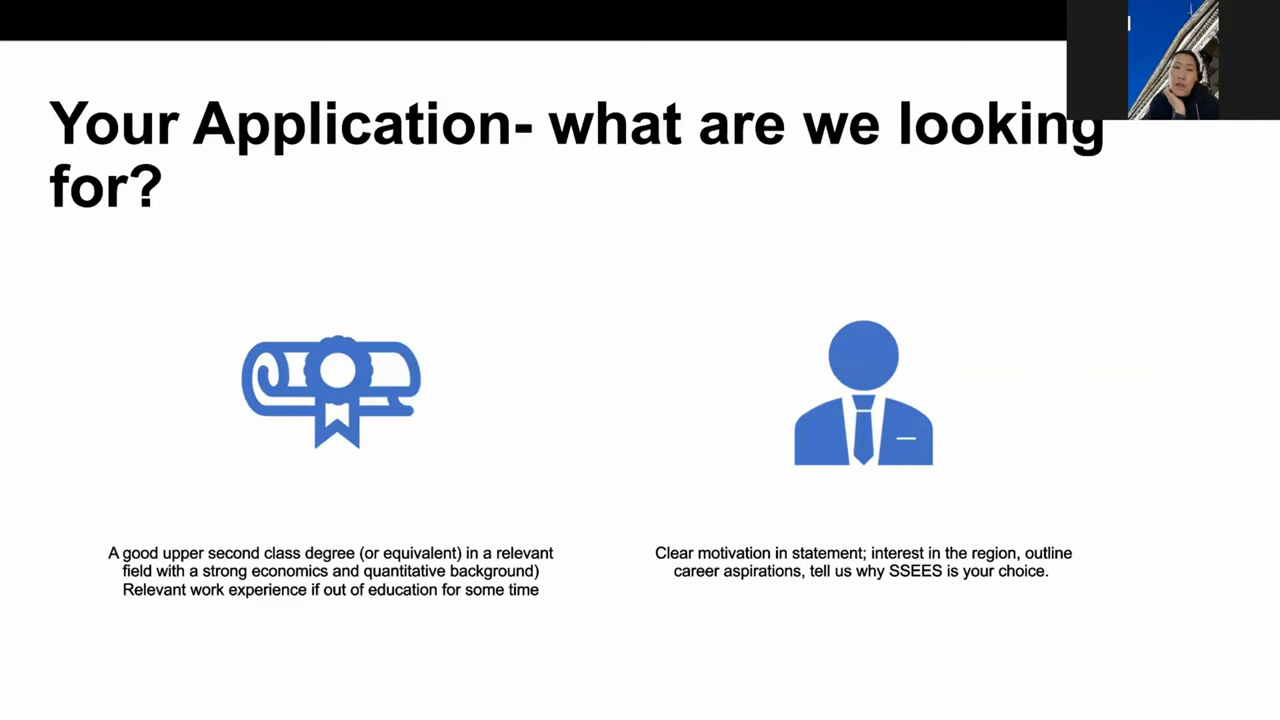 Your Application- what are we looking
for?
A good upper second class degree (or equivalent) in a relevant
field with a strong economics and quantitative background)
Relevant work experience if out of education for some time
Clear motivation in statement; interest in the region, outline
career aspirations, tell us why SSEES is your choice.